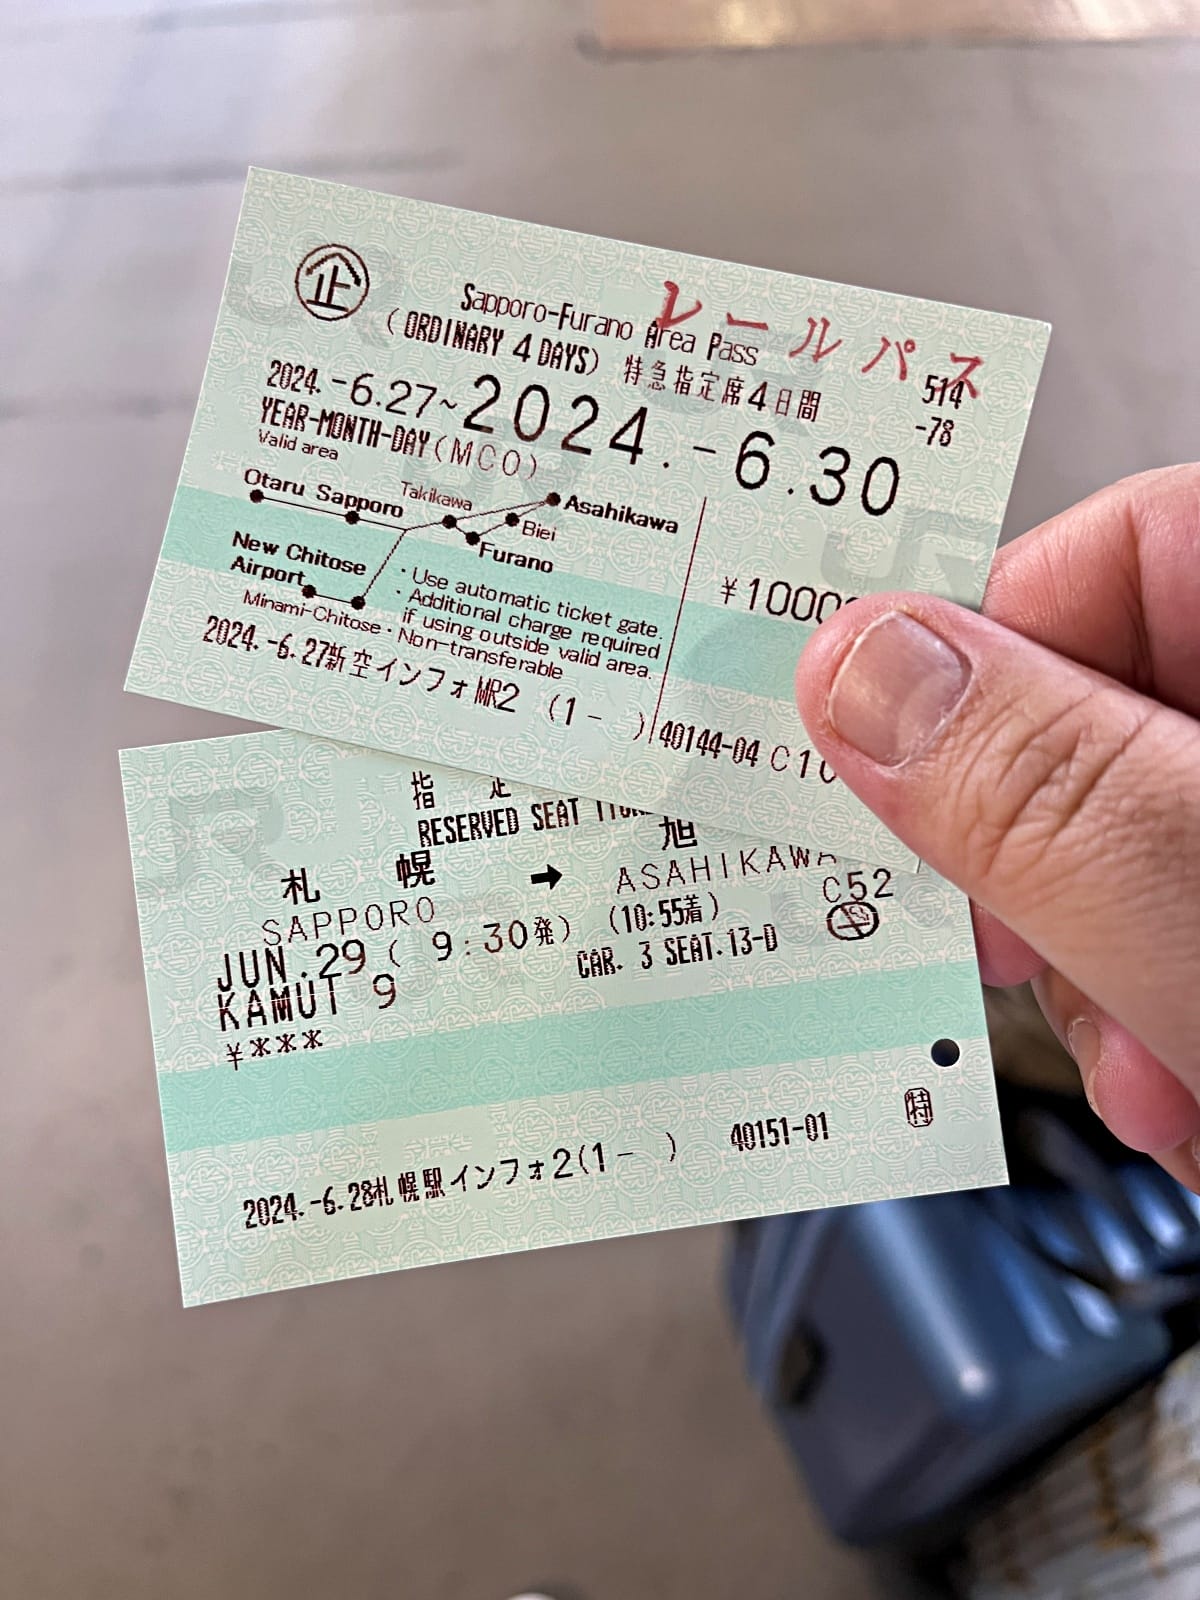 企
レールパス
Sapporo-Furano Area Pass
(ORDINARY 4 DAYS) 特急指定席4日間
514
-78
2024.-6.27~2024.-6.30
YEAR-MONTH-DAY(MCO)
Valid area
Otaru Sapporo Takikawa Asahikawa
Biei
Furano
New Chitose
Airport
Minami-Chitose
・Use automatic ticket gate.
・Additional charge required
if using outside valid area.
・Non-transferable
¥1000
2024.-6.27新空インフォMR2 (1- ) 40144-04
指 定
RESERVED SEAT
札 幌 ➡ 旭
SAPPORO ASAHIKAWA
JUN.29( 9:30発) (10:55着) C52
KAMUI 9 CAR. 3 SEAT.13-D
¥***
2024.-6.28札幌駅インフォ2(1- ) 40151-01 特